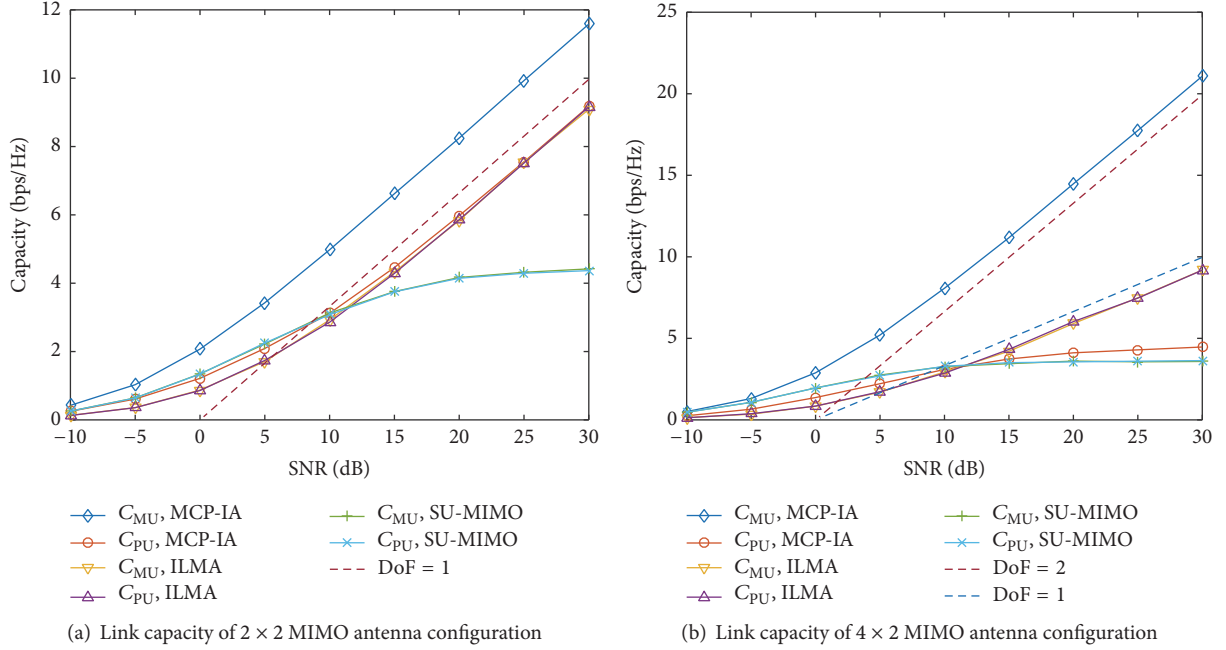 12
10
8
6
4
2
0
Capacity (bps/Hz)
−10 −5 0 5 10 15 20 25 30
SNR (dB)
C_MU, MCP-IA
C_PU, MCP-IA
C_MU, ILMA
C_PU, ILMA
C_MU, SU-MIMO
C_PU, SU-MIMO
DoF = 1
(a) Link capacity of 2 × 2 MIMO antenna configuration
25
20
15
10
5
0
Capacity (bps/Hz)
−10 −5 0 5 10 15 20 25 30
SNR (dB)
C_MU, MCP-IA
C_PU, MCP-IA
C_MU, ILMA
C_PU, ILMA
C_MU, SU-MIMO
C_PU, SU-MIMO
DoF = 2
DoF = 1
(b) Link capacity of 4 × 2 MIMO antenna configuration